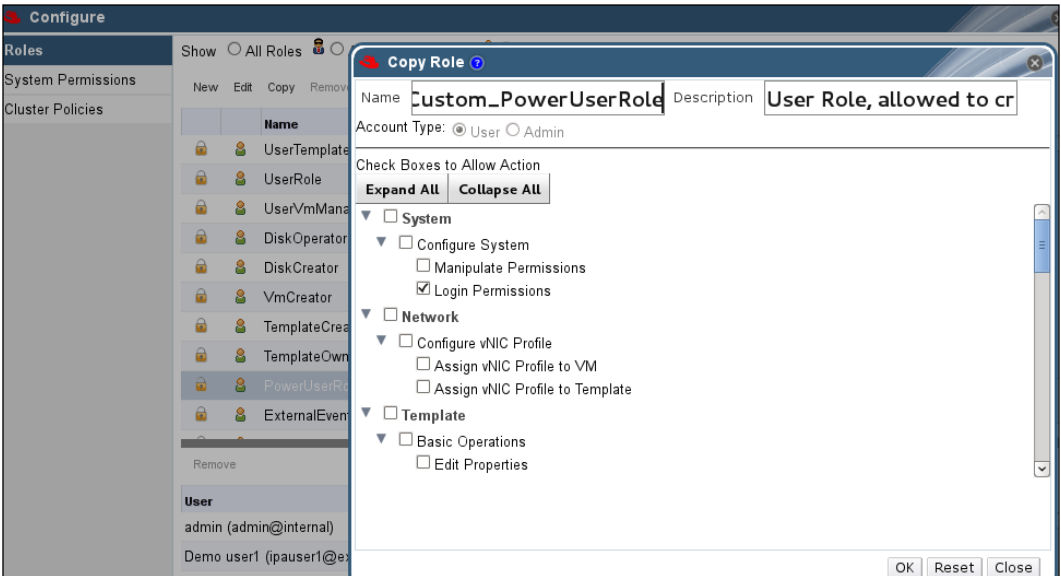 Configure
Roles
System Permissions
Cluster Policies
Show All Roles
New Edit Copy Remove
Name
UserTemplate
UserRole
UserVmMana
DiskOperator
DiskCreator
VmCreator
TemplateCrea
TemplateOwn
PowerUserRo
ExternalEven
Remove
User
admin (admin@internal)
Demo user1 (ipauser1@ex
Copy Role ?
Name Custom_PowerUserRole Description User Role, allowed to cr
Account Type: User Admin
Check Boxes to Allow Action
Expand All Collapse All
System
Configure System
Manipulate Permissions
Login Permissions
Network
Configure vNIC Profile
Assign vNIC Profile to VM
Assign vNIC Profile to Template
Template
Basic Operations
Edit Properties
OK Reset Close